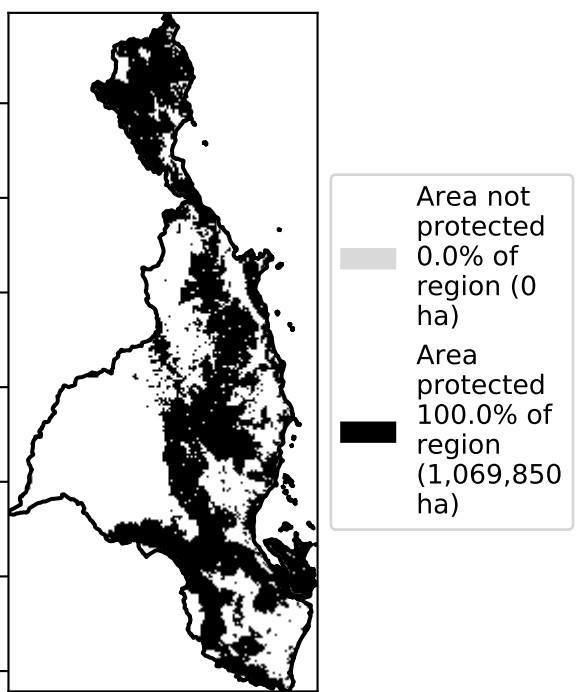 Area not
protected
0.0% of
region (0
ha)
Area
protected
100.0% of
region
(1,069,850
ha)